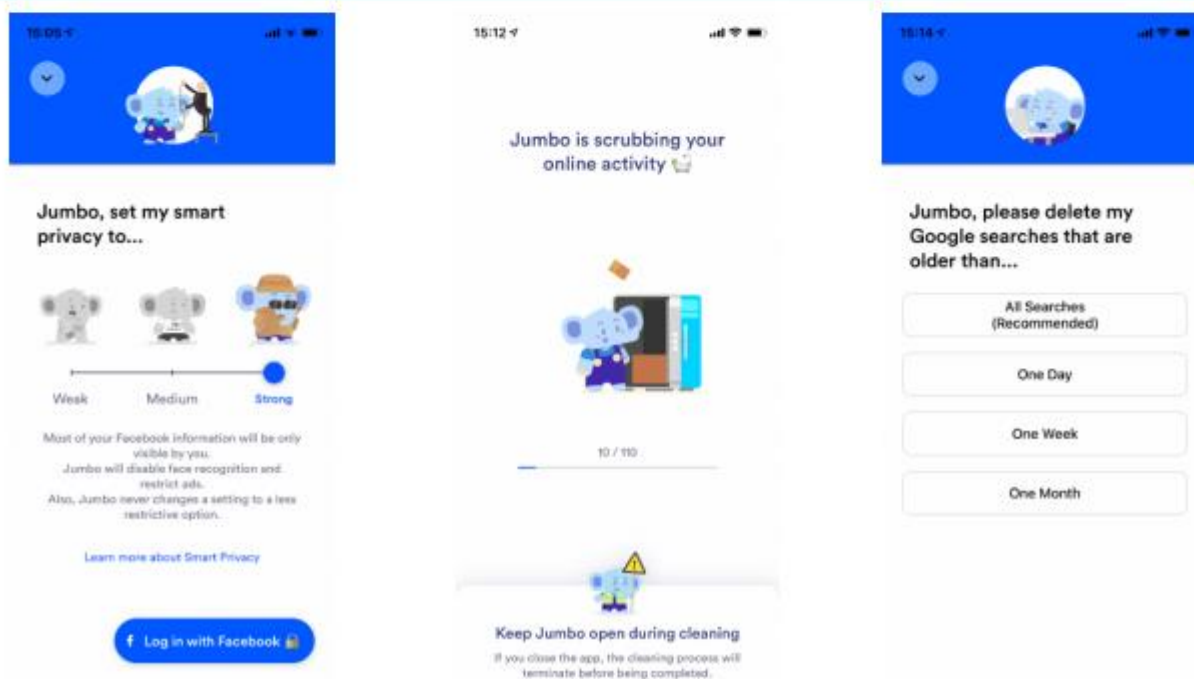 15:05
Jumbo, set my smart
privacy to...
Weak
Medium
Strong
Most of your Facebook information will be only
visible by you.
Jumbo will disable face recognition and
restrict ads.
Also, Jumbo never changes a setting to a less
restrictive option.
Learn more about Smart Privacy
f Log in with Facebook
15:12
Jumbo is scrubbing your
online activity
10 / 110
Keep Jumbo open during cleaning
If you close the app, the cleaning process will
terminate before being completed.
15:14
Jumbo, please delete my
Google searches that are
older than...
All Searches
(Recommended)
One Day
One Week
One Month